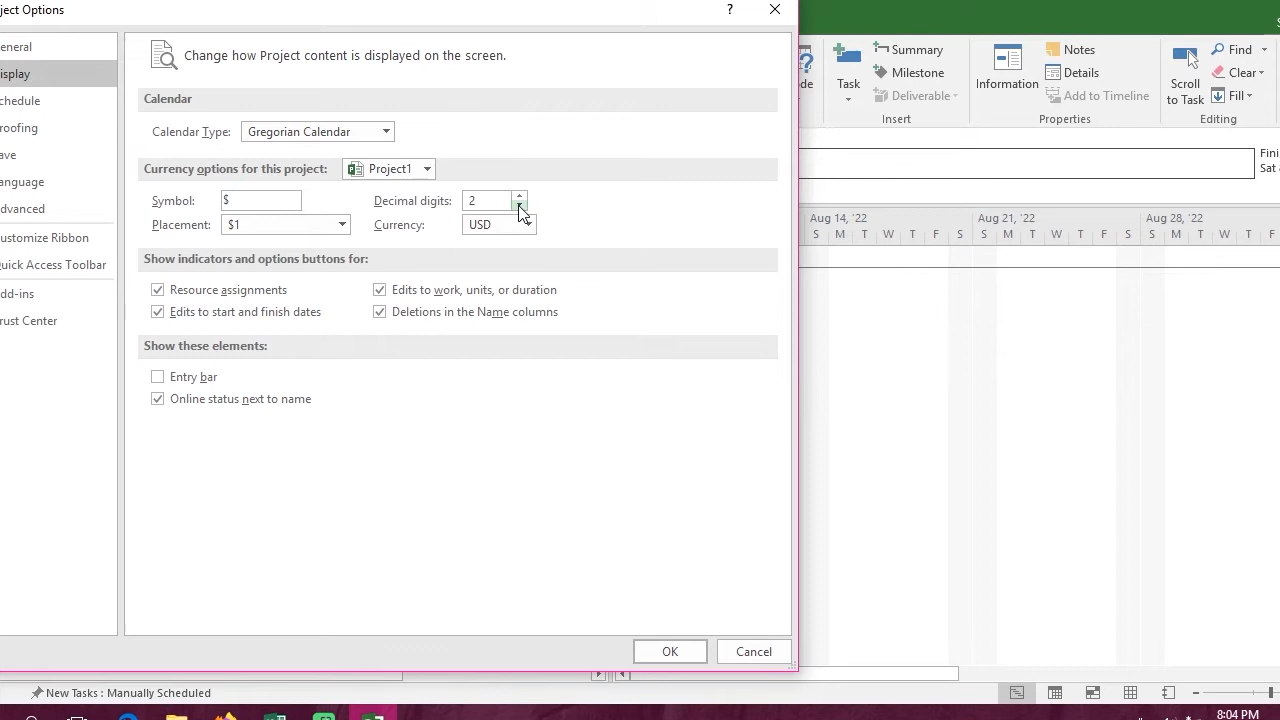 ject Options
?
eneral
isplay
chedule
roofing
ave
anguage
dvanced
ustomize Ribbon
uick Access Toolbar
dd-ins
rust Center
Change how Project content is displayed on the screen.
Calendar
Calendar Type: Gregorian Calendar
Currency options for this project: Project1
Symbol: $ Decimal digits: 2
Placement: $1 Currency: USD
Show indicators and options buttons for:
Resource assignments Edits to work, units, or duration
Edits to start and finish dates Deletions in the Name columns
Show these elements:
Entry bar
Online status next to name
OK Cancel
ode
Task
Summary
Milestone
Deliverable
Insert
Information
Notes
Details
Add to Timeline
Properties
Scroll
to Task
Find
Clear
Fill
Editing
Fini
Sat
Aug 14, '22 Aug 21, '22 Aug 28, '22
S M T W T F S S M T W T F S S M T W T F
New Tasks : Manually Scheduled
8:04 PM